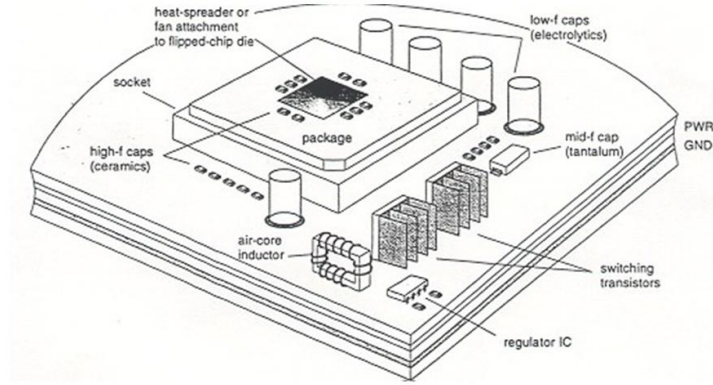 heat-spreader or
fan attachment
to flipped-chip die
low-f caps
(electrolytics)
socket
package
PWR
GND
high-f caps
(ceramics)
mid-f cap
(tantalum)
air-core
inductor
switching
transistors
regulator IC